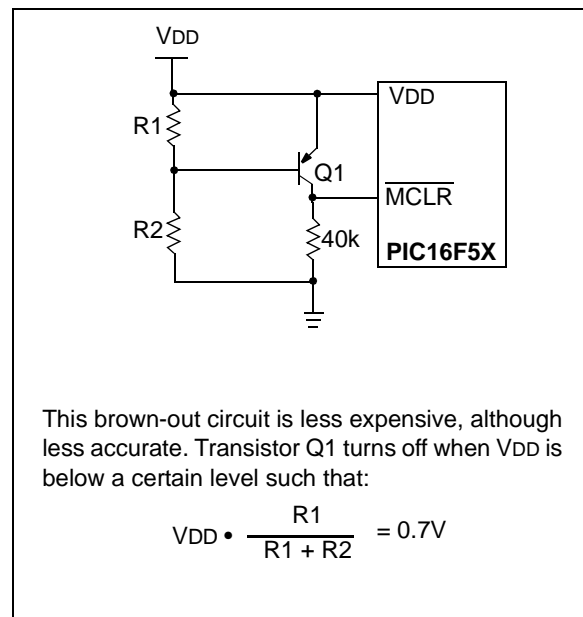 VDD
VDD
R1
Q1
MCLR
R2
40k
PIC16F5X
This brown-out circuit is less expensive, although
less accurate. Transistor Q1 turns off when VDD is
below a certain level such that:
VDD • R1 / R1 + R2 = 0.7V